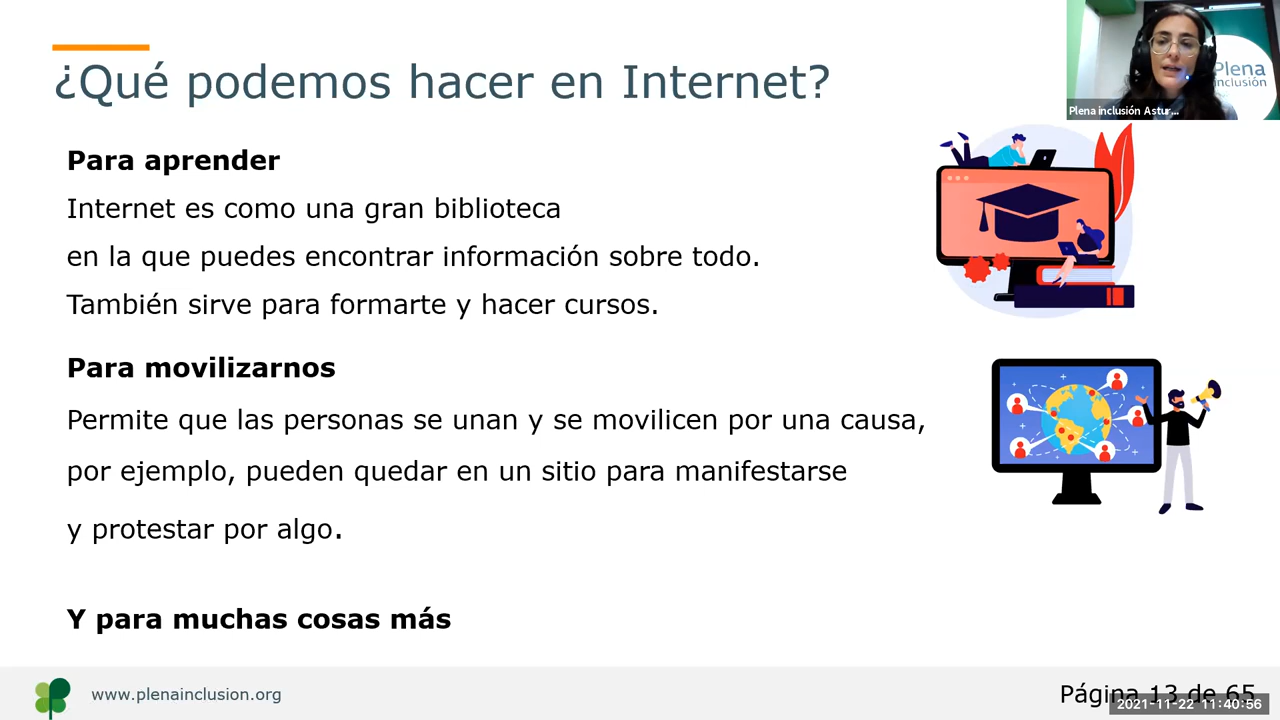 ¿Qué podemos hacer en Internet?
Plena
inclusión
Plena inclusión Astur...
Para aprender
Internet es como una gran biblioteca
en la que puedes encontrar información sobre todo.
También sirve para formarte y hacer cursos.
Para movilizarnos
Permite que las personas se unan y se movilicen por una causa,
por ejemplo, pueden quedar en un sitio para manifestarse
y protestar por algo.
Y para muchas cosas más
www.plenainclusion.org
Página 13 de 65
2021-11-22 11:40:56